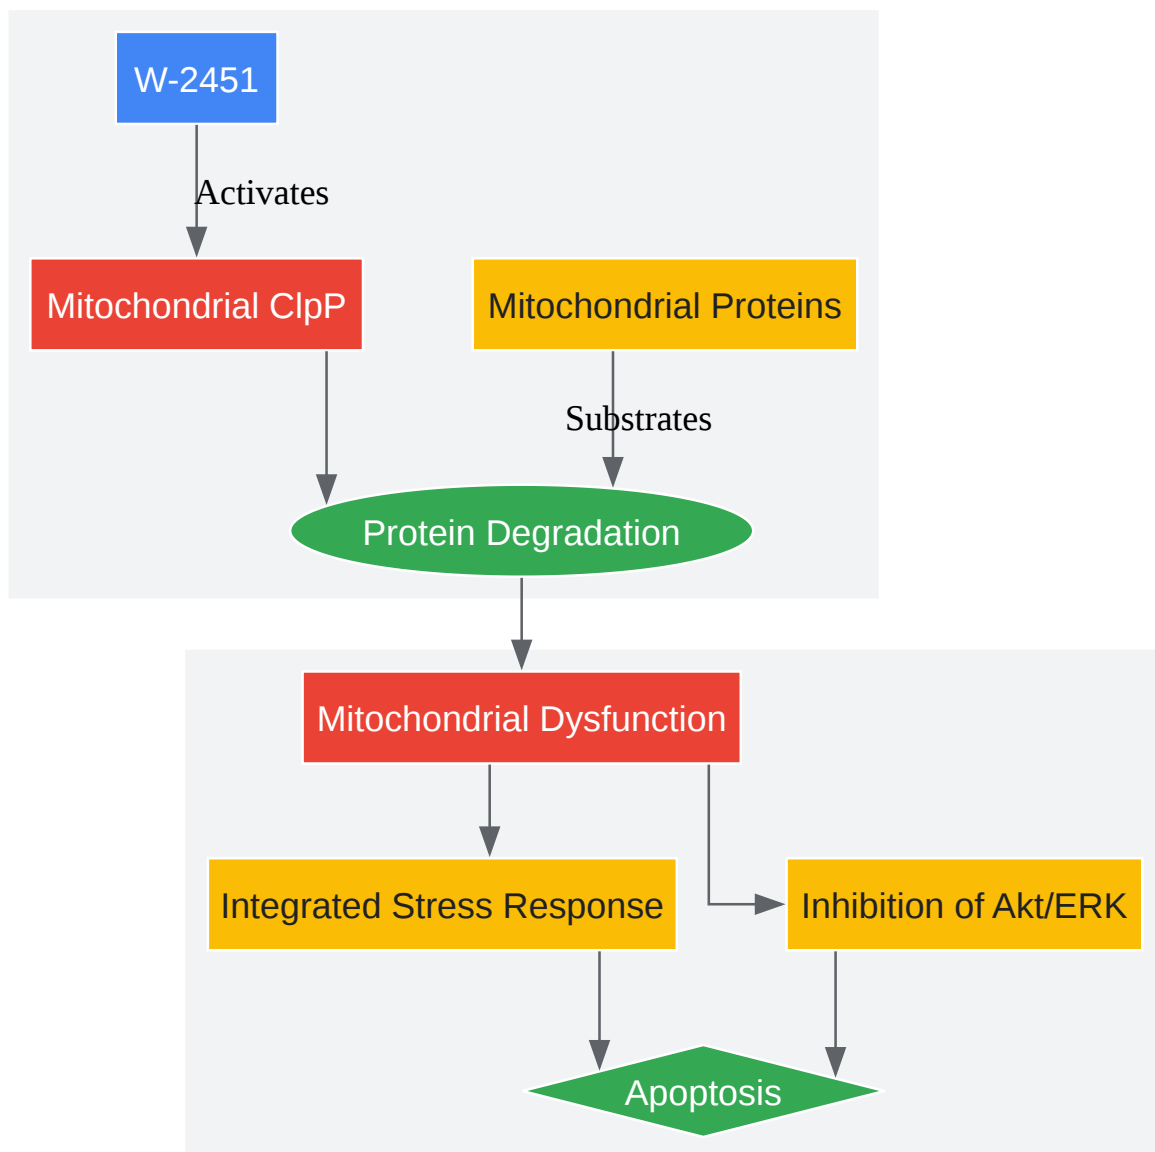 W-2451
Activates
Mitochondrial ClpP
Mitochondrial Proteins
Substrates
Protein Degradation
Mitochondrial Dysfunction
Integrated Stress Response
Inhibition of Akt/ERK
Apoptosis